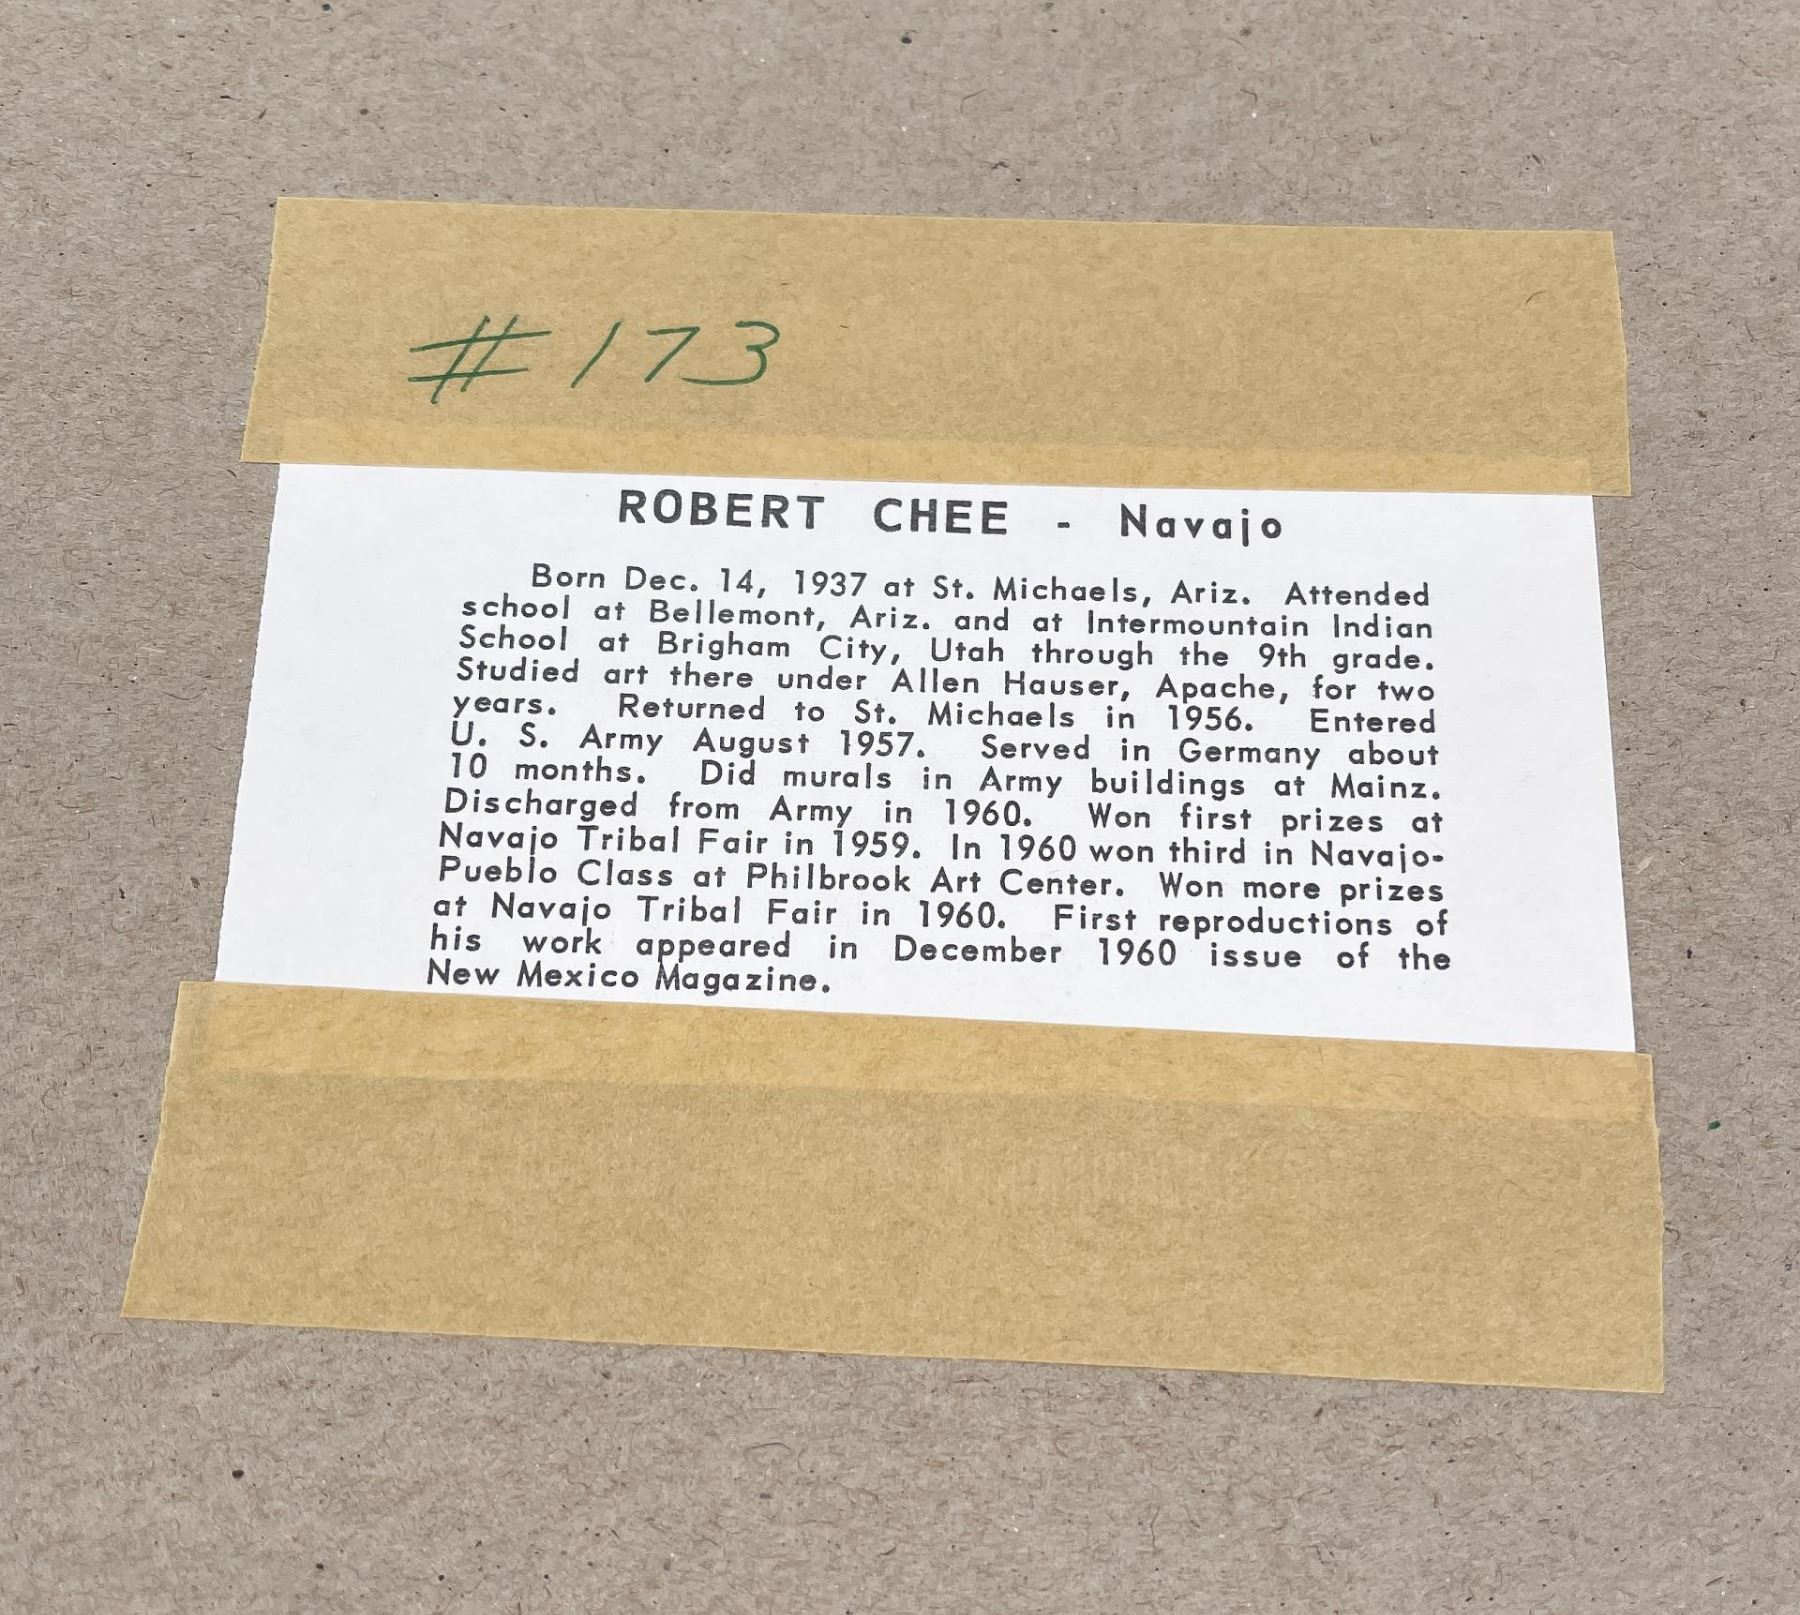 #173
ROBERT CHEE - Navajo
Born Dec. 14, 1937 at St. Michaels, Ariz. Attended
school at Bellemont, Ariz. and at Intermountain Indian
School at Brigham City, Utah through the 9th grade.
Studied art there under Allen Hauser, Apache, for two
years. Returned to St. Michaels in 1956. Entered
U. S. Army August 1957. Served in Germany about
10 months. Did murals in Army buildings at Mainz.
Discharged from Army in 1960. Won first prizes at
Navajo Tribal Fair in 1959. In 1960 won third in Navajo-
Pueblo Class at Philbrook Art Center. Won more prizes
at Navajo Tribal Fair in 1960. First reproductions of
his work appeared in December 1960 issue of the
New Mexico Magazine.